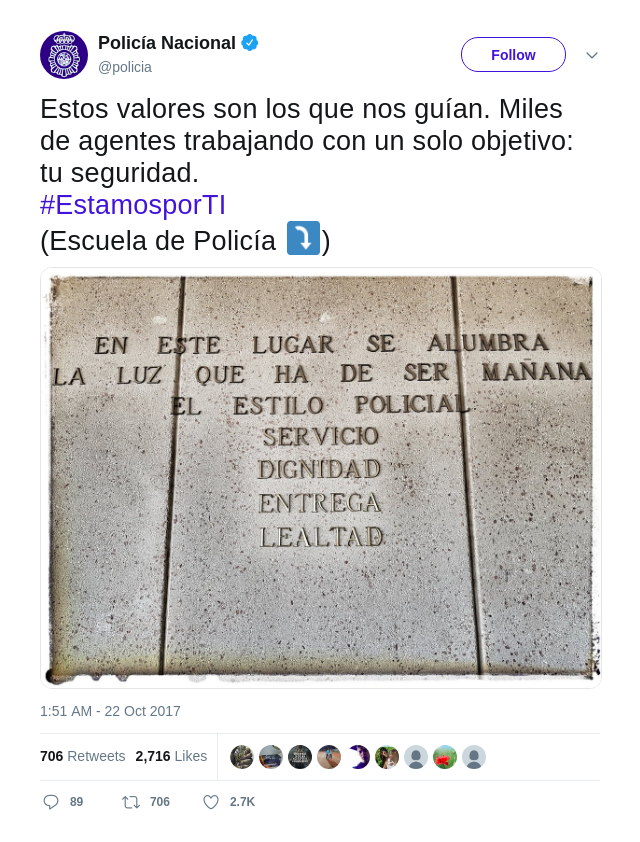 Policía Nacional
@policia
Follow
Estos valores son los que nos guían. Miles
de agentes trabajando con un solo objetivo:
tu seguridad.
#EstamosporTI
(Escuela de Policía ⤵️)
EN ESTE LUGAR SE ALUMBRA
LA LUZ QUE HA DE SER MAÑANA
EL ESTILO POLICIAL
SERVICIO
DIGNIDAD
ENTREGA
LEALTAD
1:51 AM - 22 Oct 2017
706 Retweets 2,716 Likes
89 706 2.7K